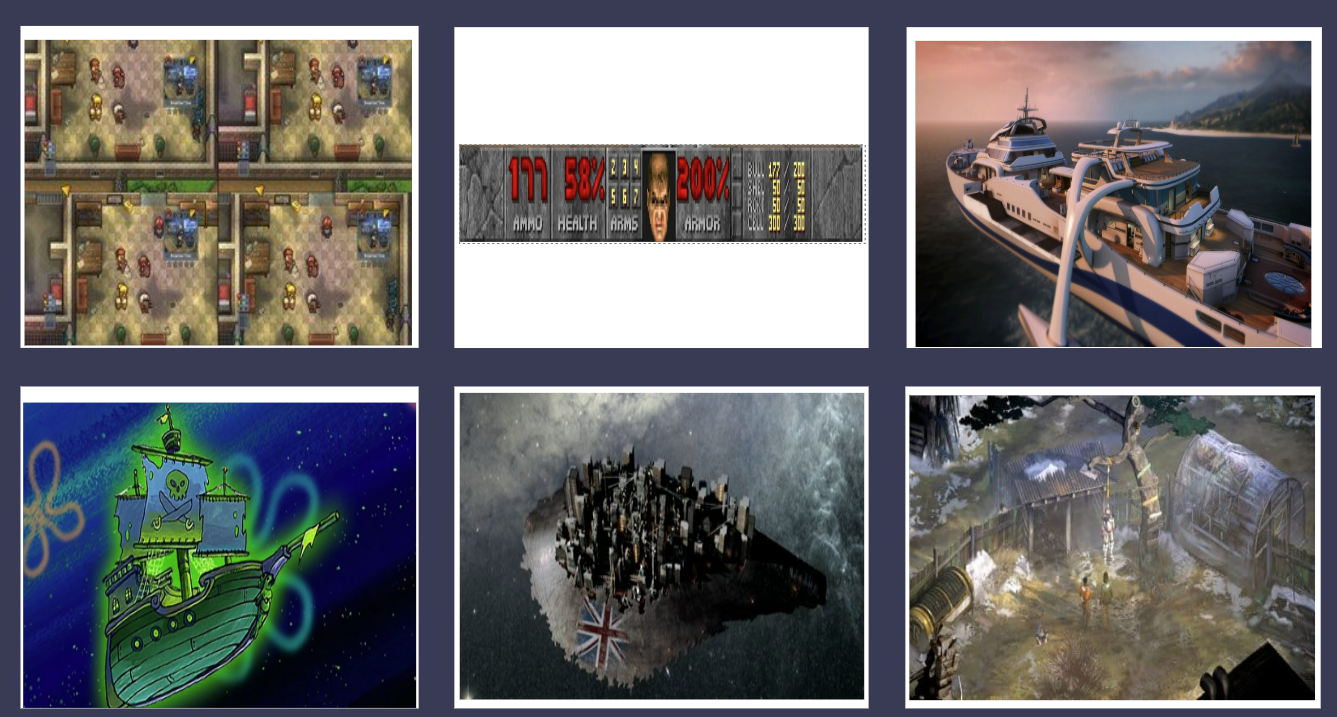 177 58% 2 3 4 200% BULL 177 / 200
SHEL 50 / 50
5 6 7 50 / 50
AMMO HEALTH ARMS ARMOR CELL 300 / 300